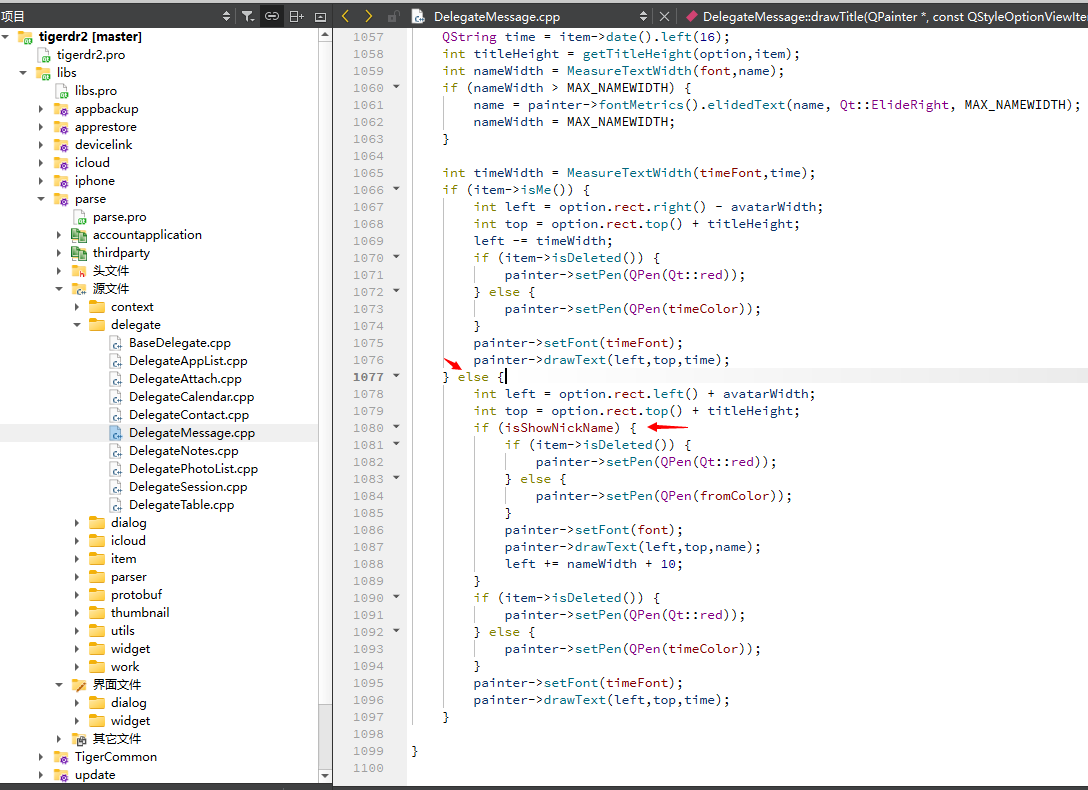 项目
tigerdr2 [master]
tigerdr2.pro
libs
libs.pro
appbackup
apprestore
devicelink
icloud
iphone
parse
parse.pro
accountapplication
thirdparty
头文件
源文件
context
delegate
BaseDelegate.cpp
DelegateAppList.cpp
DelegateAttach.cpp
DelegateCalendar.cpp
DelegateContact.cpp
DelegateMessage.cpp
DelegateNotes.cpp
DelegatePhotoList.cpp
DelegateSession.cpp
DelegateTable.cpp
dialog
icloud
item
parser
protobuf
thumbnail
utils
widget
work
界面文件
dialog
widget
其它文件
TigerCommon
update
DelegateMessage.cpp
DelegateMessage::drawTitle(QPainter *, const QStyleOptionViewIte
1057 QString time = item->date().left(16);
1058 int titleHeight = getTitleHeight(option,item);
1059 int nameWidth = MeasureTextWidth(font,name);
1060 if (nameWidth > MAX_NAMEWIDTH) {
1061 name = painter->fontMetrics().elidedText(name, Qt::ElideRight, MAX_NAMEWIDTH);
1062 nameWidth = MAX_NAMEWIDTH;
1063 }
1064
1065 int timeWidth = MeasureTextWidth(timeFont,time);
1066 if (item->isMe()) {
1067 int left = option.rect.right() - avatarWidth;
1068 int top = option.rect.top() + titleHeight;
1069 left -= timeWidth;
1070 if (item->isDeleted()) {
1071 painter->setPen(QPen(Qt::red));
1072 } else {
1073 painter->setPen(QPen(timeColor));
1074 }
1075 painter->setFont(timeFont);
1076 painter->drawText(left,top,time);
1077 } else {
1078 int left = option.rect.left() + avatarWidth;
1079 int top = option.rect.top() + titleHeight;
1080 if (isShowNickName) {
1081 if (item->isDeleted()) {
1082 painter->setPen(QPen(Qt::red));
1083 } else {
1084 painter->setPen(QPen(fromColor));
1085 }
1086 painter->setFont(font);
1087 painter->drawText(left,top,name);
1088 left += nameWidth + 10;
1089 }
1090 if (item->isDeleted()) {
1091 painter->setPen(QPen(Qt::red));
1092 } else {
1093 painter->setPen(QPen(timeColor));
1094 }
1095 painter->setFont(timeFont);
1096 painter->drawText(left,top,time);
1097 }
1098
1099 }
1100